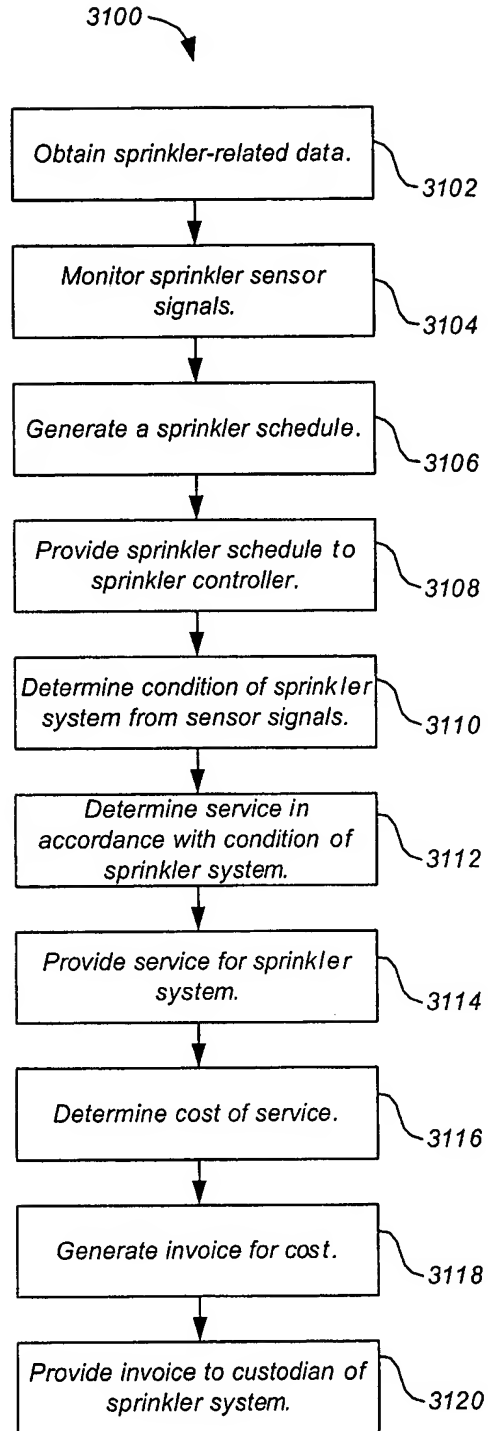 3100
Obtain sprinkler-related data.
3102
Monitor sprinkler sensor
signals.
3104
Generate a sprinkler schedule.
3106
Provide sprinkler schedule to
sprinkler controller.
3108
Determine condition of sprinkler
system from sensor signals.
3110
Determine service in
accordance with condition of
sprinkler system.
3112
Provide service for sprinkler
system.
3114
Determine cost of service.
3116
Generate invoice for cost.
3118
Provide invoice to custodian of
sprinkler system.
3120